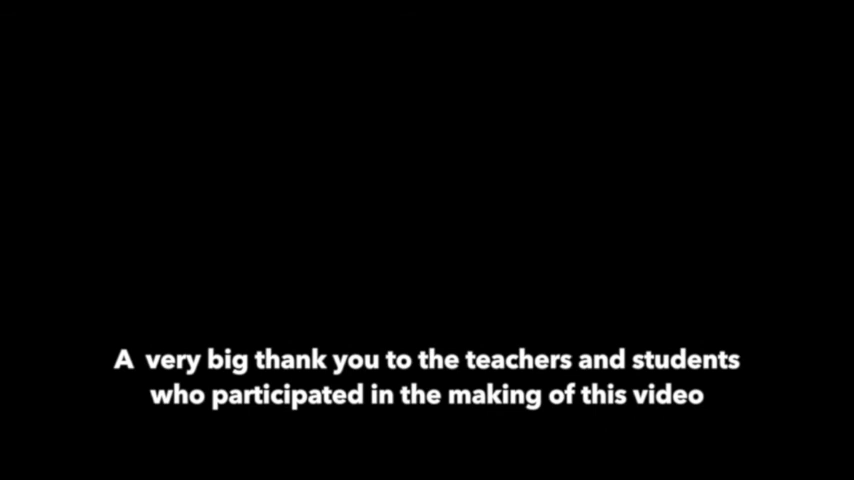 A very big thank you to the teachers and students
who participated in the making of this video